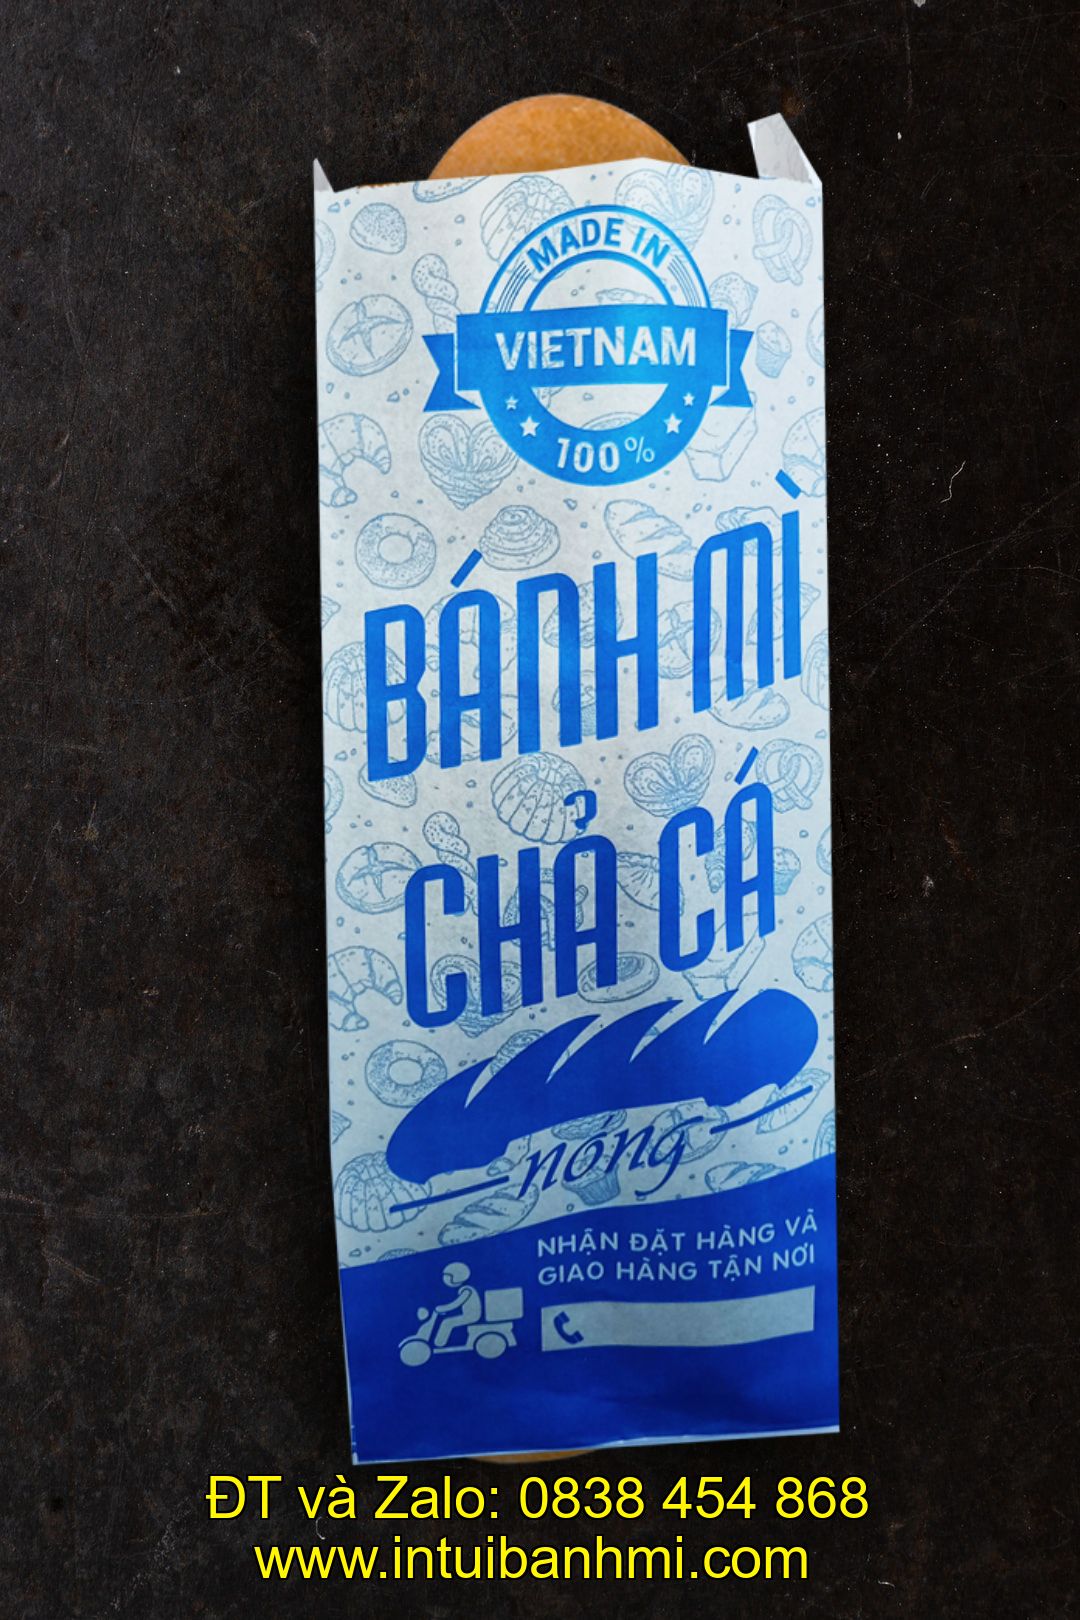 MADE IN
VIETNAM
100%
BÁNH MÌ
CHẢ CÁ
nóng
NHẬN ĐẶT HÀNG VÀ
GIAO HÀNG TẬN NƠI
ĐT và Zalo: 0838 454 868
www.intuibanhmi.com